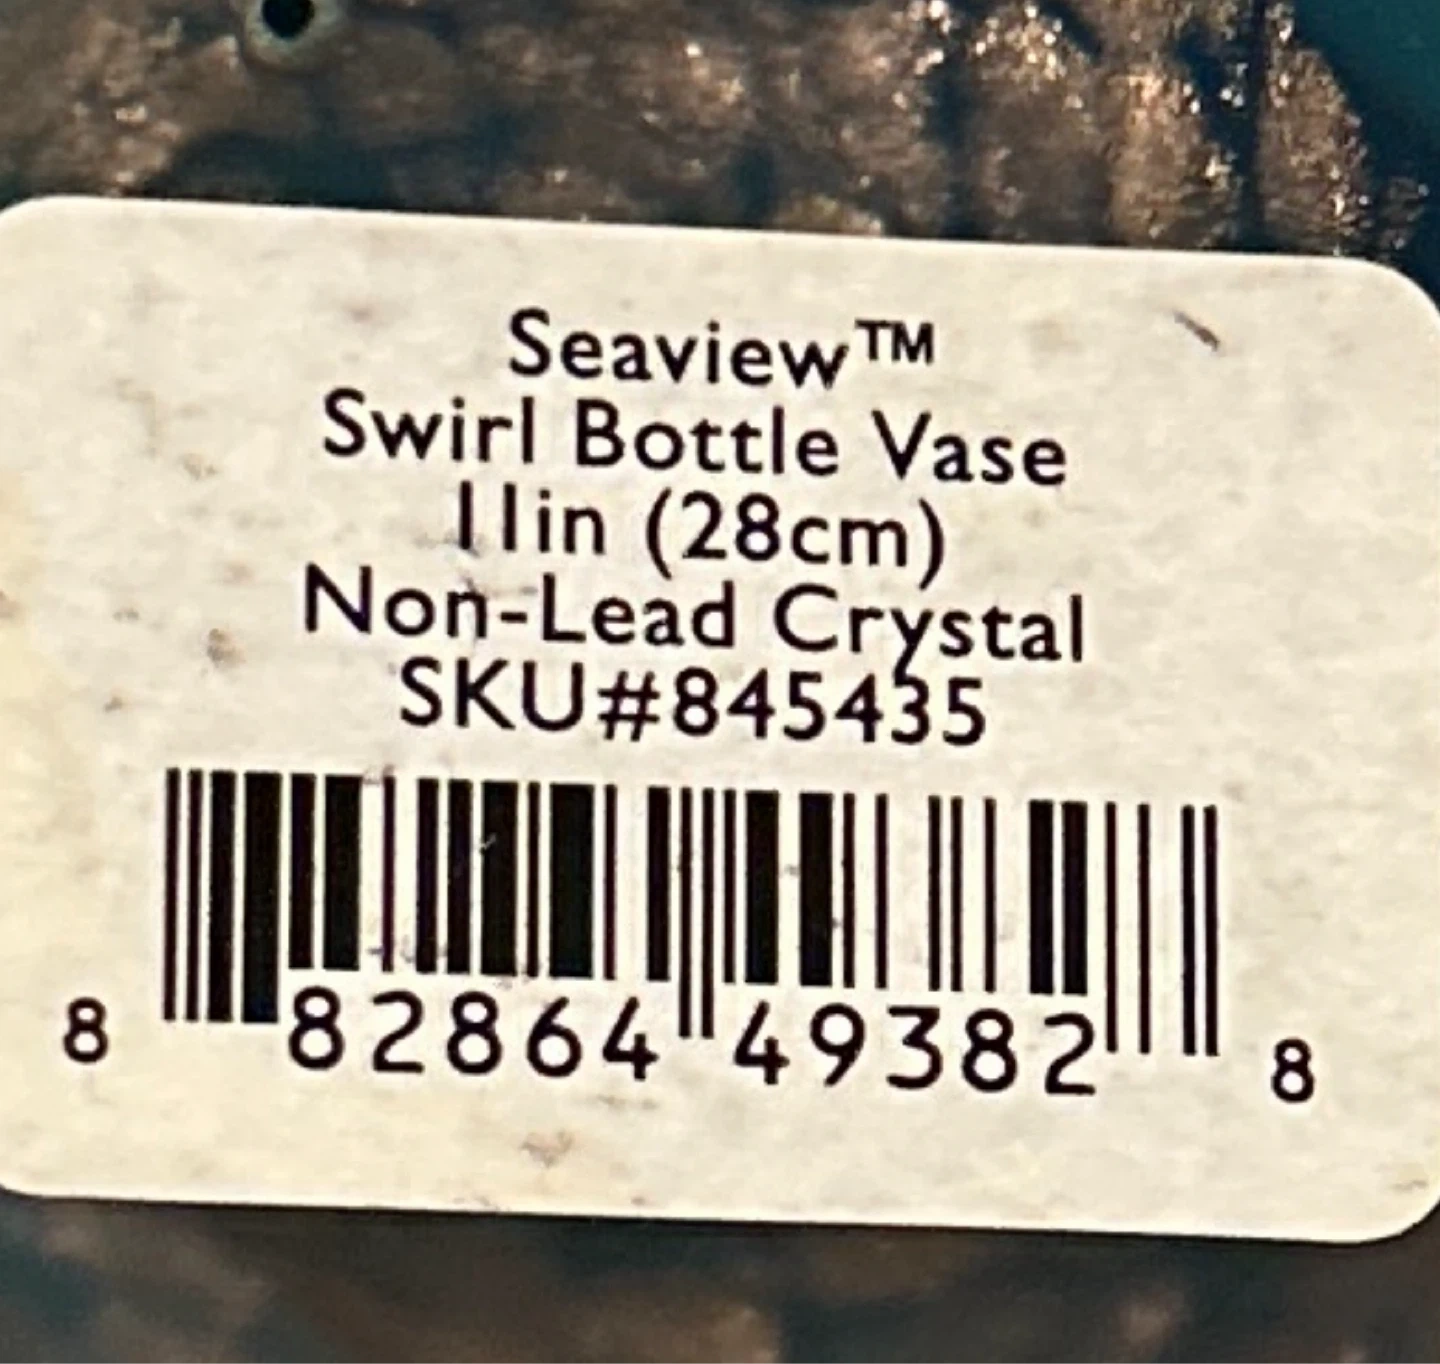 Seaview™
Swirl Bottle Vase
11in (28cm)
Non-Lead Crystal
SKU#845435
8 82864 49382 8